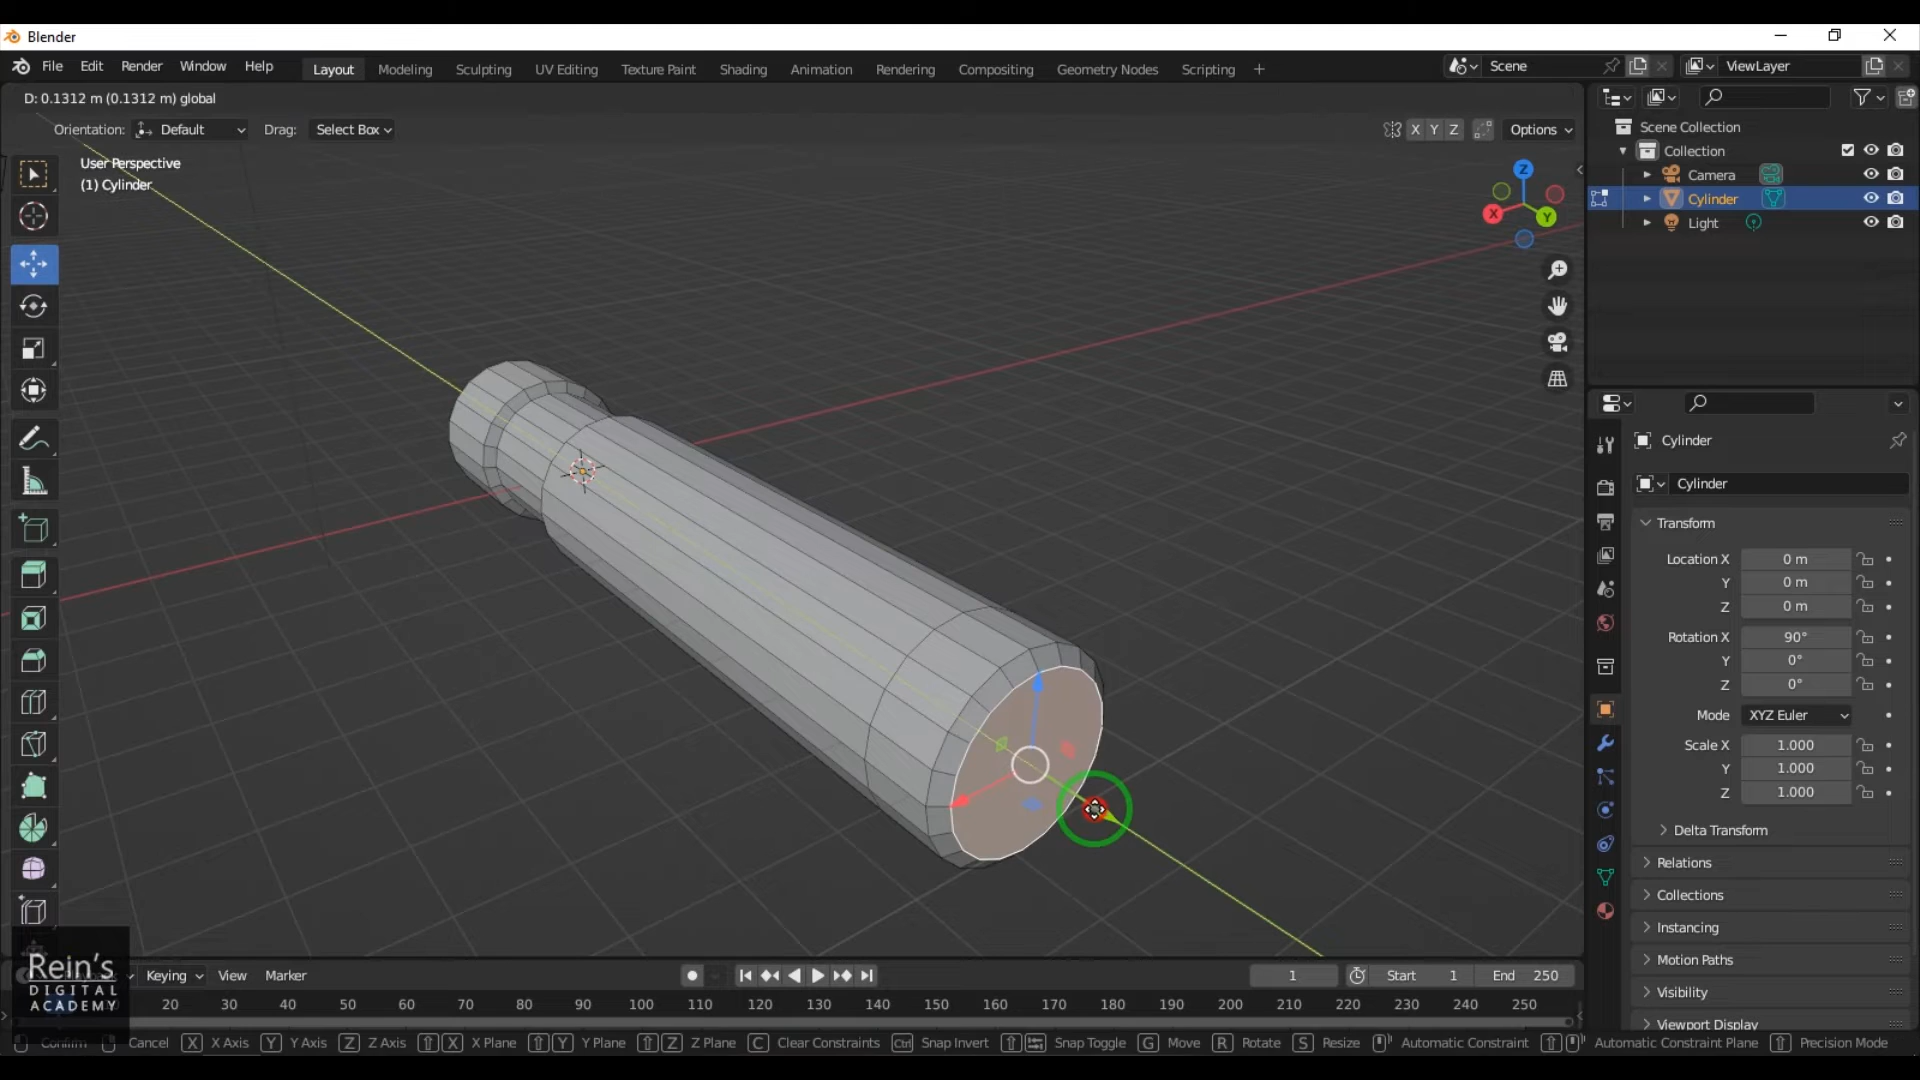 Blender
File Edit Render Window Help Layout Modeling Sculpting UV Editing Texture Paint Shading Animation Rendering Compositing Geometry Nodes Scripting + Scene ViewLayer
D: 0.1312 m (0.1312 m) global
Orientation: Default Drag: Select Box X Y Z Options
User Perspective
(1) Cylinder
Z
X
Y
Scene Collection
Collection
Camera
Cylinder
Light
Cylinder
Cylinder
Transform
Location X 0 m
Y 0 m
Z 0 m
Rotation X 90°
Y 0°
Z 0°
Mode XYZ Euler
Scale X 1.000
Y 1.000
Z 1.000
Delta Transform
Relations
Collections
Instancing
Motion Paths
Visibility
Viewport Display
Keying View Marker 1 Start 1 End 250
20 30 40 50 60 70 80 90 100 110 120 130 140 150 160 170 180 190 200 210 220 230 240 250
Rein's
DIGITAL
ACADEMY
Confirm Cancel X X Axis Y Y Axis Z Z Axis X X Plane Y Y Plane Z Z Plane C Clear Constraints Ctrl Snap Invert Snap Toggle G Move R Rotate S Resize Automatic Constraint Automatic Constraint Plane Precision Mode